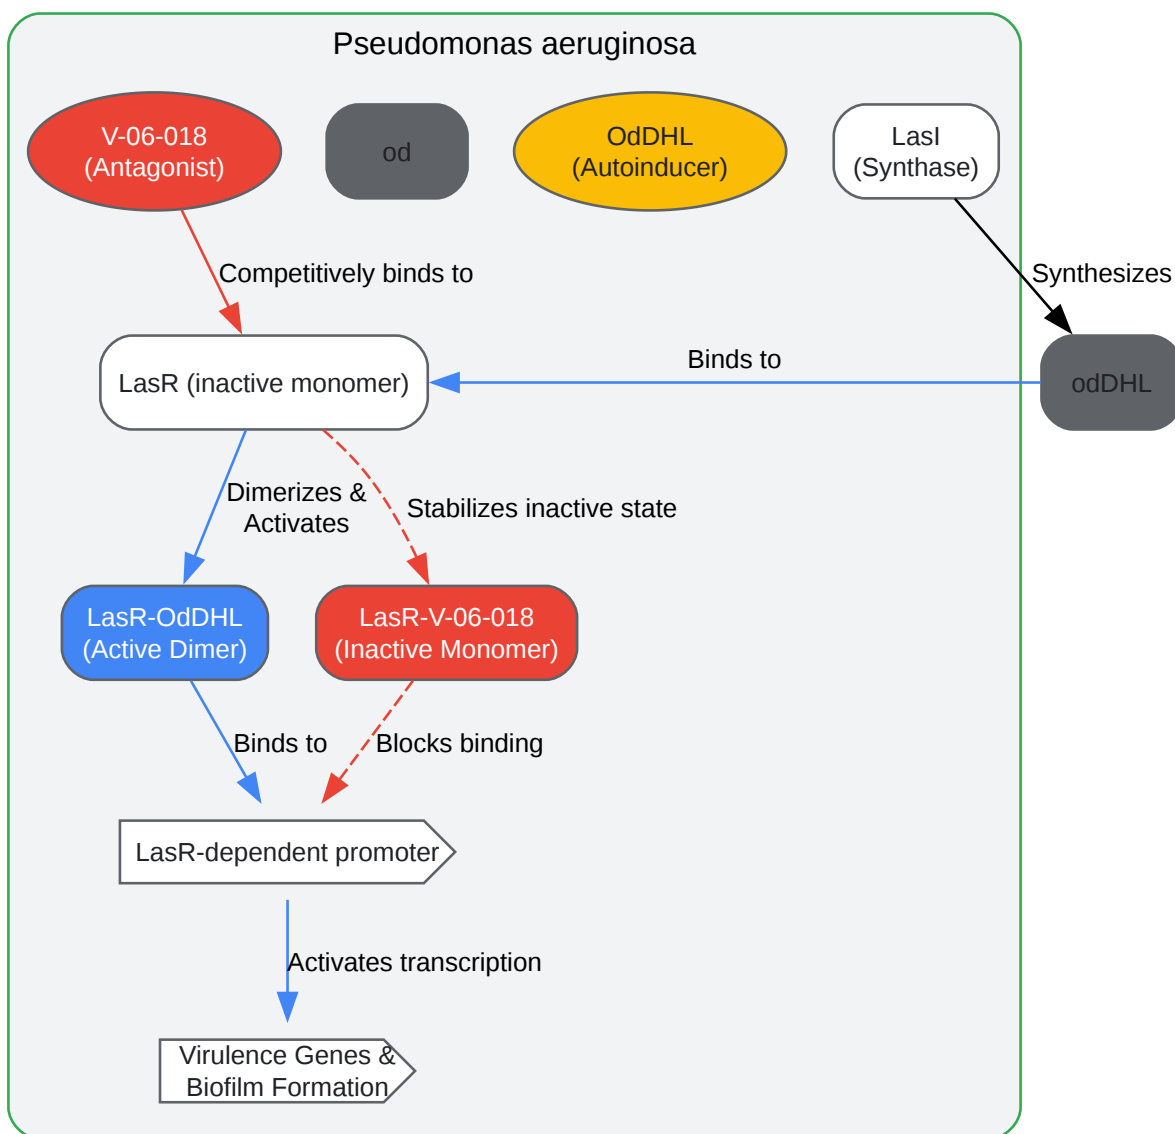 Pseudomonas aeruginosa
V-06-018
(Antagonist)
od
OdDHL
(Autoinducer)
LasI
(Synthase)
Competitively binds to
Synthesizes
Binds to
LasR (inactive monomer)
odDHL
Dimerizes &
Activates
Stabilizes inactive state
LasR-OdDHL
(Active Dimer)
LasR-V-06-018
(Inactive Monomer)
Binds to
Blocks binding
LasR-dependent promoter
Activates transcription
Virulence Genes &
Biofilm Formation